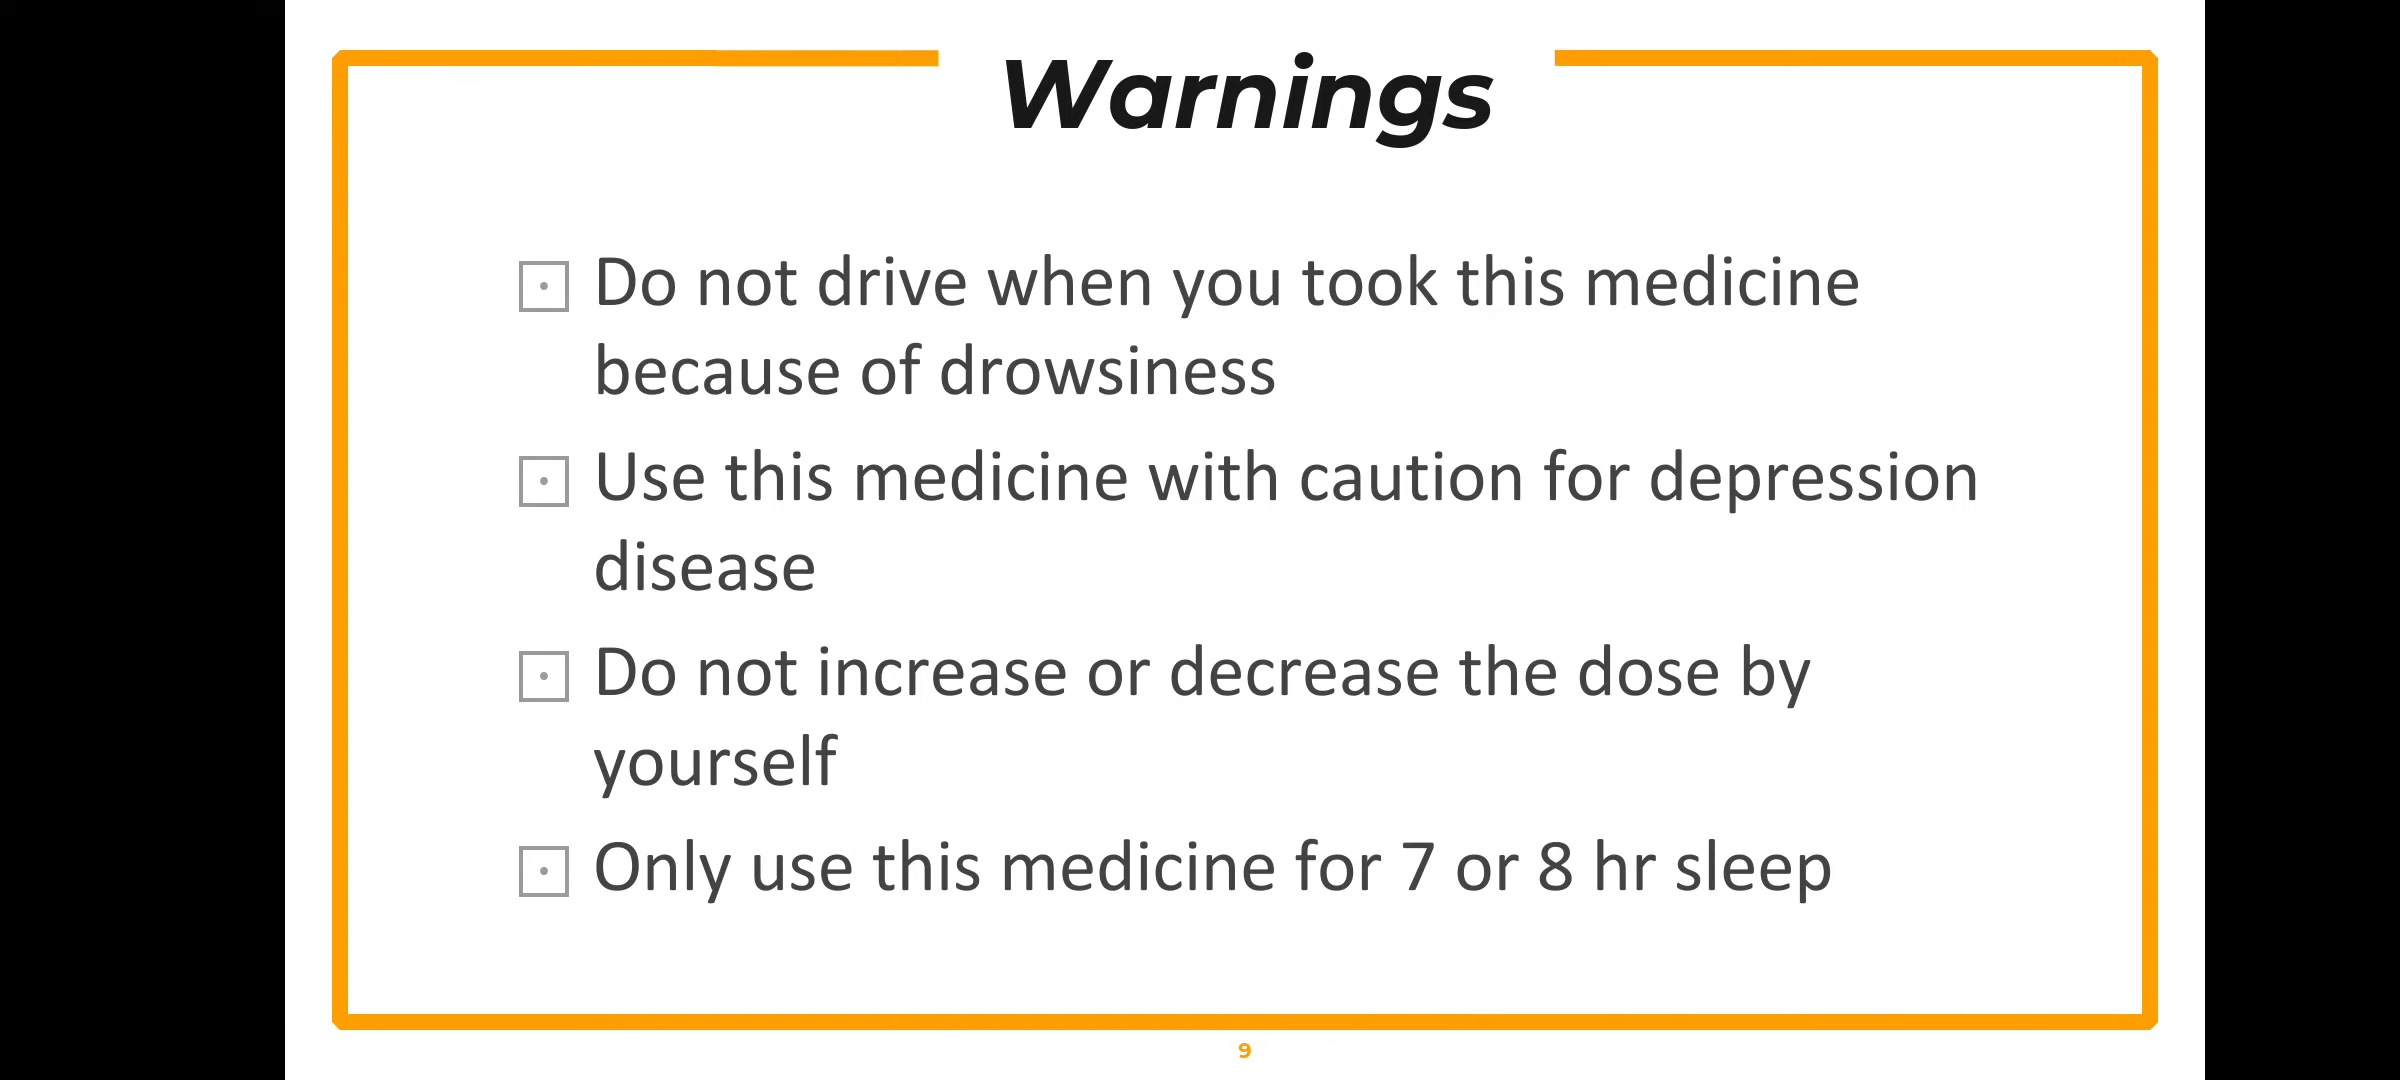 Warnings
Do not drive when you took this medicine
because of drowsiness
Use this medicine with caution for depression
disease
Do not increase or decrease the dose by
yourself
Only use this medicine for 7 or 8 hr sleep
9